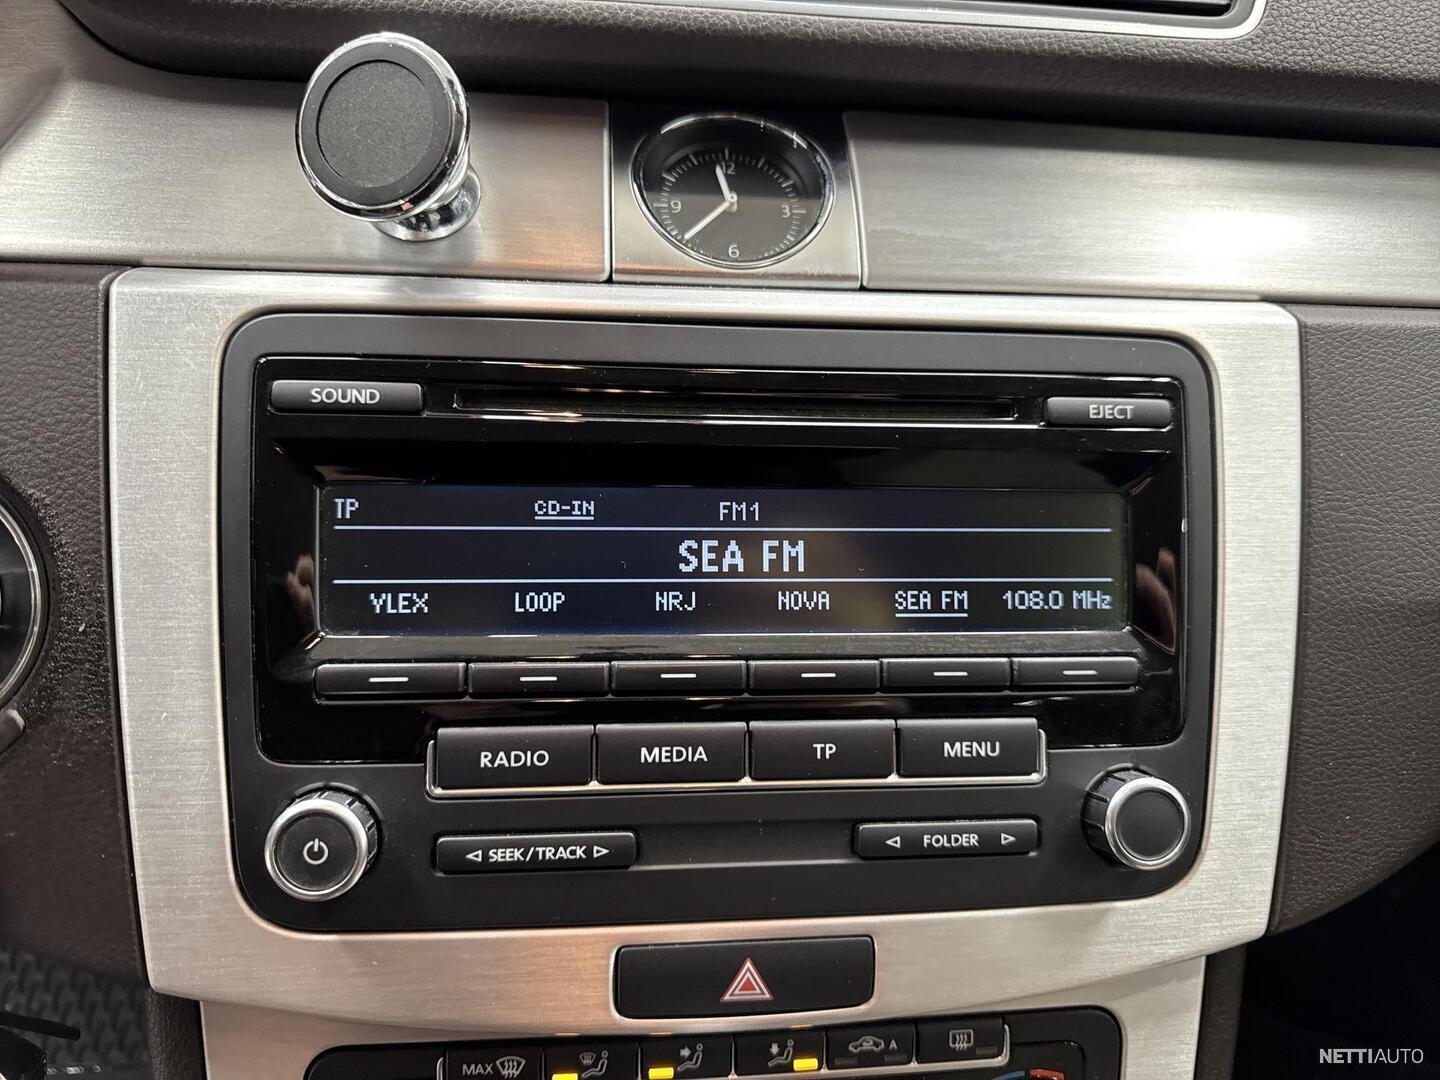 12
9
3
6
SOUND
EJECT
TP CD-IN FM1
SEA FM
YLEX LOOP NRJ NOVA SEA FM 108.0 MHz
RADIO MEDIA TP MENU
SEEK/TRACK
FOLDER
MAX
A
NETTIAUTO